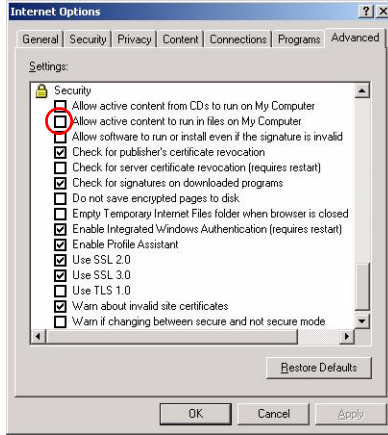 Internet Options
General Security Privacy Content Connections Programs Advanced
Settings:
Security
Allow active content from CDs to run on My Computer
Allow active content to run in files on My Computer
Allow software to run or install even if the signature is invalid
Check for publisher's certificate revocation
Check for server certificate revocation (requires restart)
Check for signatures on downloaded programs
Do not save encrypted pages to disk
Empty Temporary Internet Files folder when browser is closed
Enable Integrated Windows Authentication (requires restart)
Enable Profile Assistant
Use SSL 2.0
Use SSL 3.0
Use TLS 1.0
Warn about invalid site certificates
Warn if changing between secure and not secure mode
Restore Defaults
OK Cancel Apply